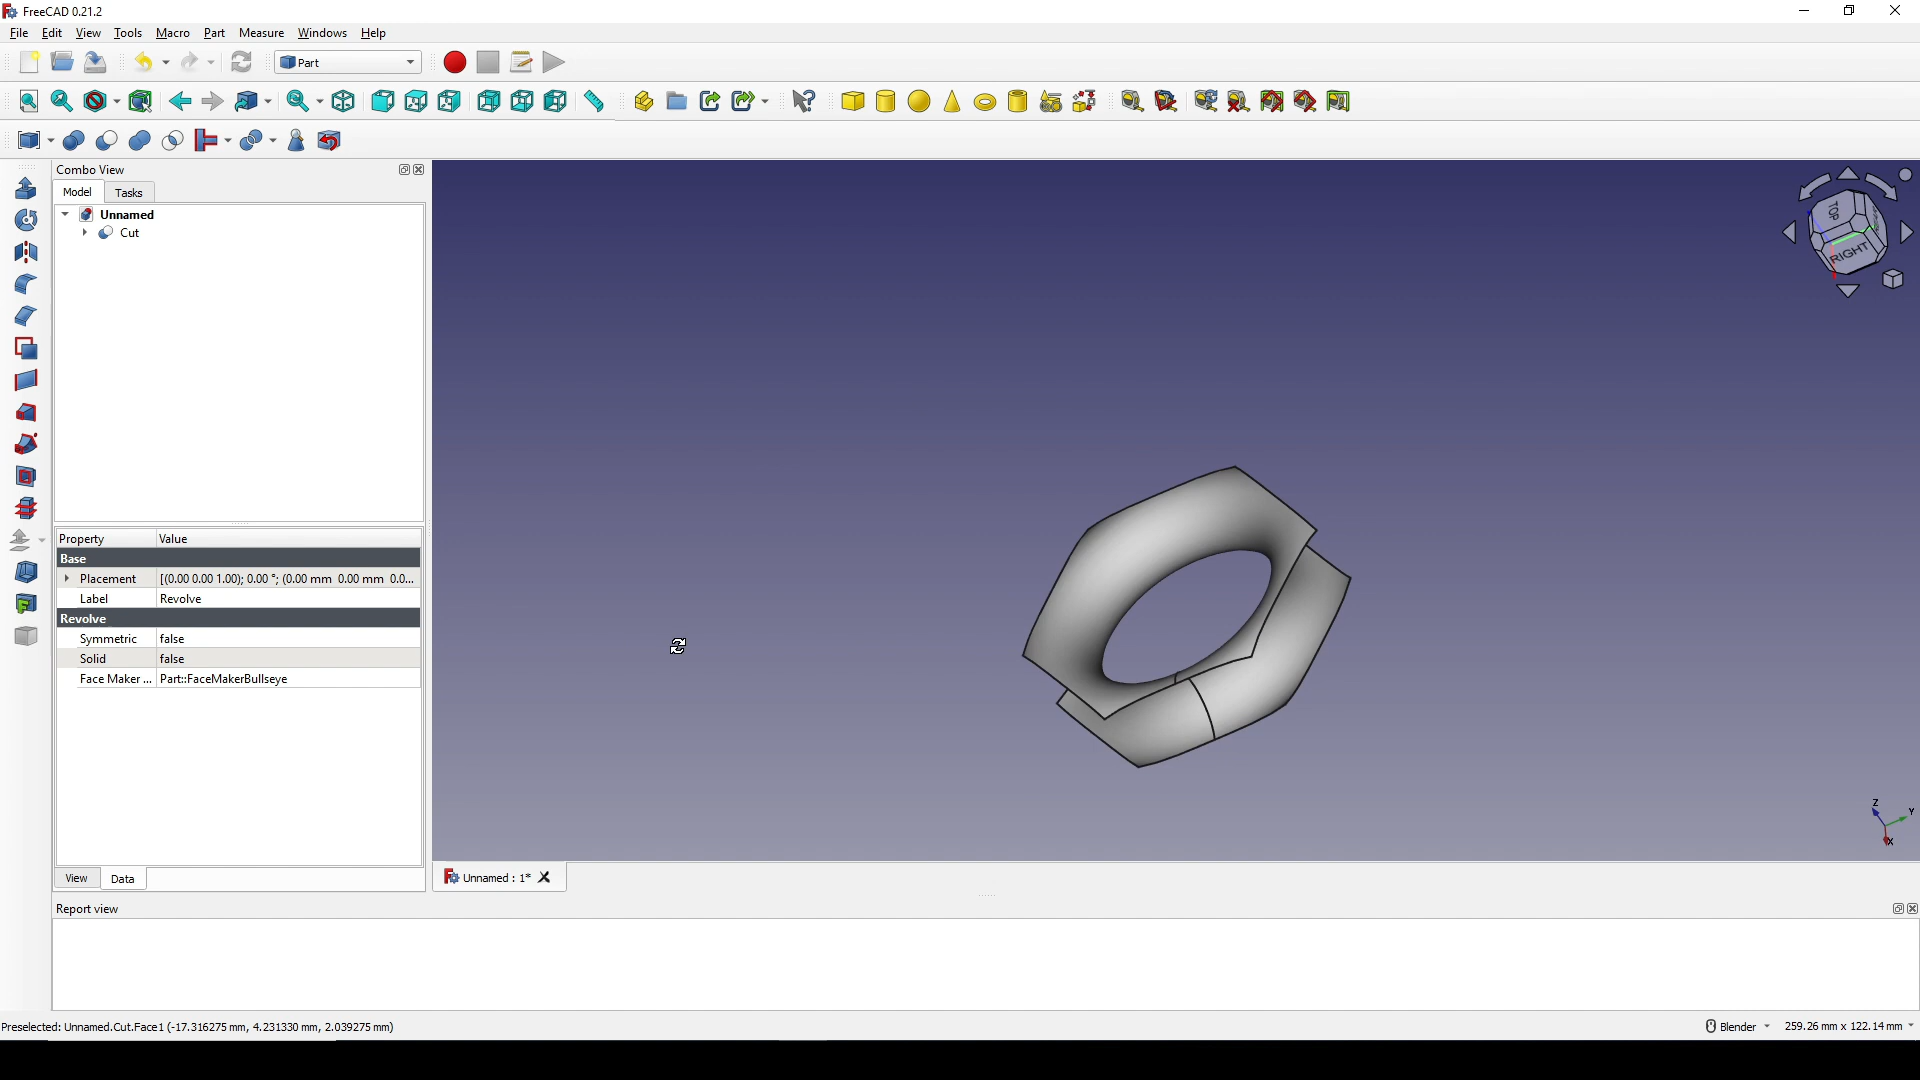 FreeCAD 0.21.2
File Edit View Tools Macro Part Measure Windows Help
Part
Combo View
Model Tasks
Unnamed
Cut
Property Value
Base
Placement [(0.00 0.00 1.00); 0.00 °; (0.00 mm 0.00 mm 0.0...
Label Revolve
Revolve
Symmetric false
Solid false
Face Maker ... Part::FaceMakerBullseye
View Data
TOP
RIGHT
Z
Y
X
Unnamed : 1*
Report view
Preselected: Unnamed.Cut.Face1 (-17.316275 mm, 4.231330 mm, 2.039275 mm)
Blender 259.26 mm x 122.14 mm